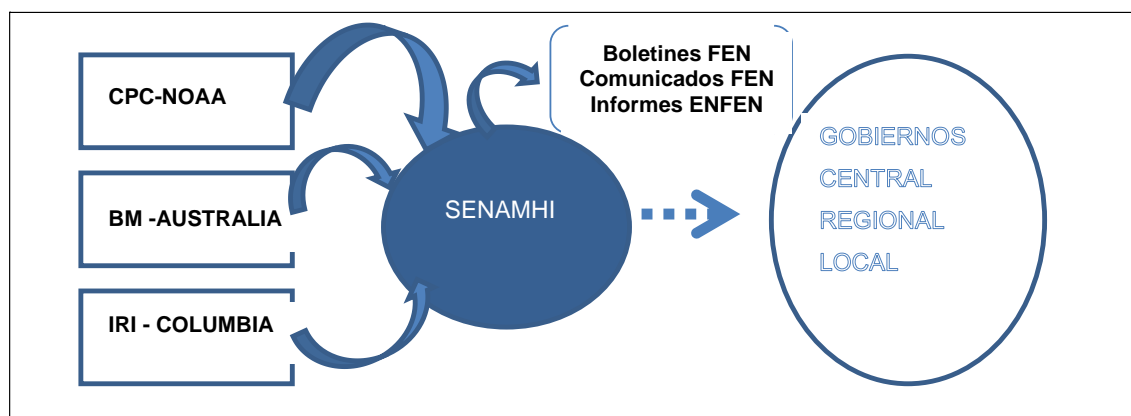 CPC-NOAA
BM -AUSTRALIA
IRI - COLUMBIA
SENAMHI
Boletines FEN
Comunicados FEN
Informes ENFEN
GOBIERNOS
CENTRAL
REGIONAL
LOCAL